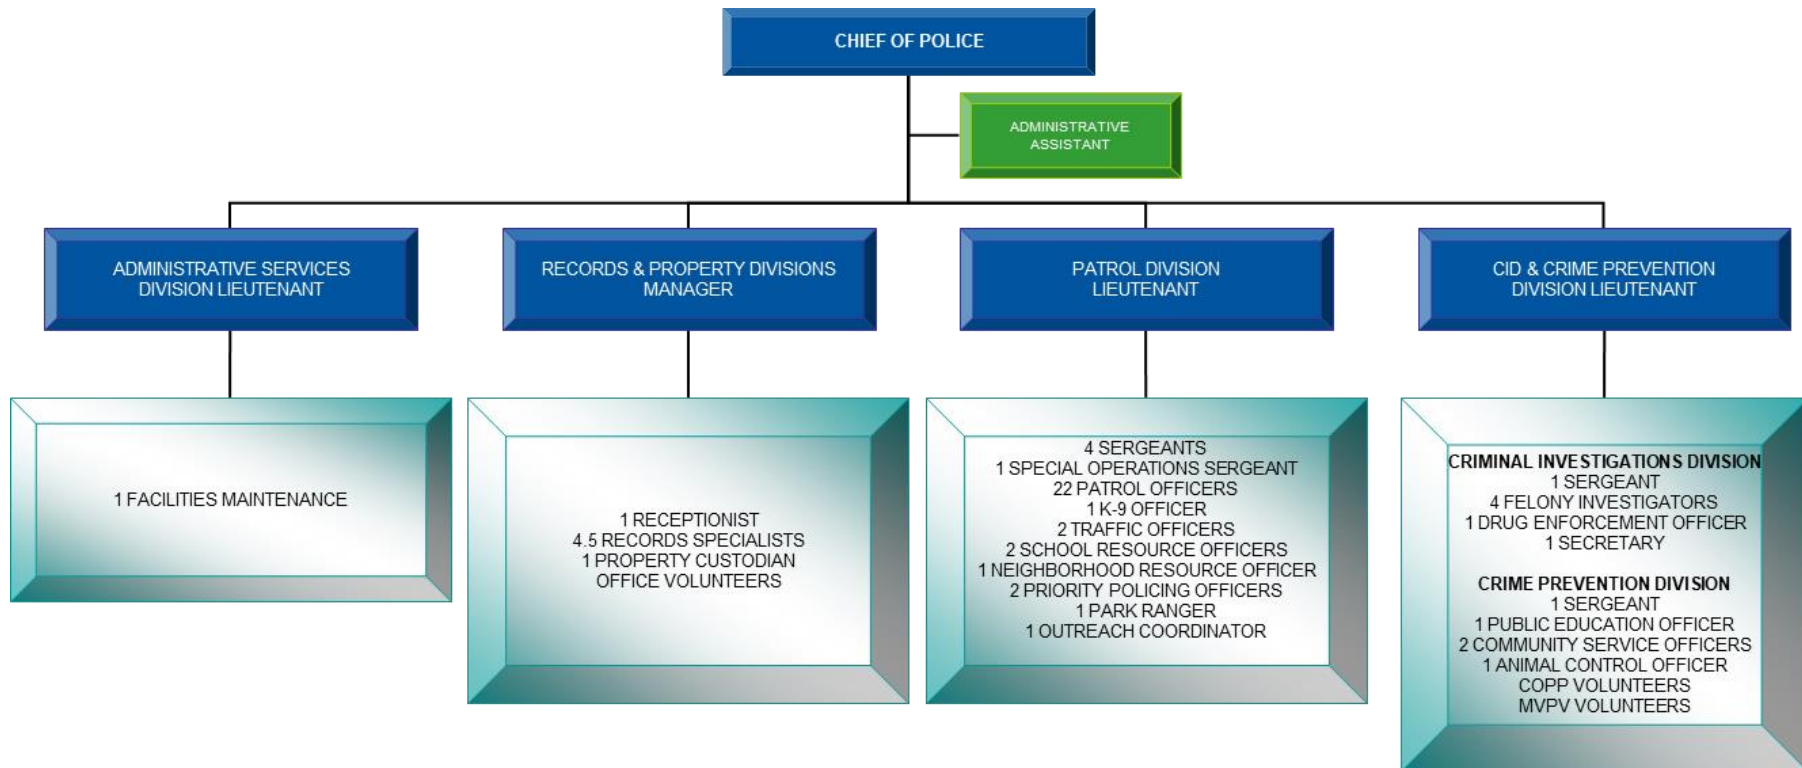 CHIEF OF POLICE
ADMINISTRATIVE
ASSISTANT
ADMINISTRATIVE SERVICES
DIVISION LIEUTENANT
RECORDS & PROPERTY DIVISIONS
MANAGER
PATROL DIVISION
LIEUTENANT
CID & CRIME PREVENTION
DIVISION LIEUTENANT
1 FACILITIES MAINTENANCE
1 RECEPTIONIST
4.5 RECORDS SPECIALISTS
1 PROPERTY CUSTODIAN
OFFICE VOLUNTEERS
4 SERGEANTS
1 SPECIAL OPERATIONS SERGEANT
22 PATROL OFFICERS
1 K-9 OFFICER
2 TRAFFIC OFFICERS
2 SCHOOL RESOURCE OFFICERS
1 NEIGHBORHOOD RESOURCE OFFICER
2 PRIORITY POLICING OFFICERS
1 PARK RANGER
1 OUTREACH COORDINATOR
CRIMINAL INVESTIGATIONS DIVISION
1 SERGEANT
4 FELONY INVESTIGATORS
1 DRUG ENFORCEMENT OFFICER
1 SECRETARY
CRIME PREVENTION DIVISION
1 SERGEANT
1 PUBLIC EDUCATION OFFICER
2 COMMUNITY SERVICE OFFICERS
1 ANIMAL CONTROL OFFICER
COPP VOLUNTEERS
MVPV VOLUNTEERS